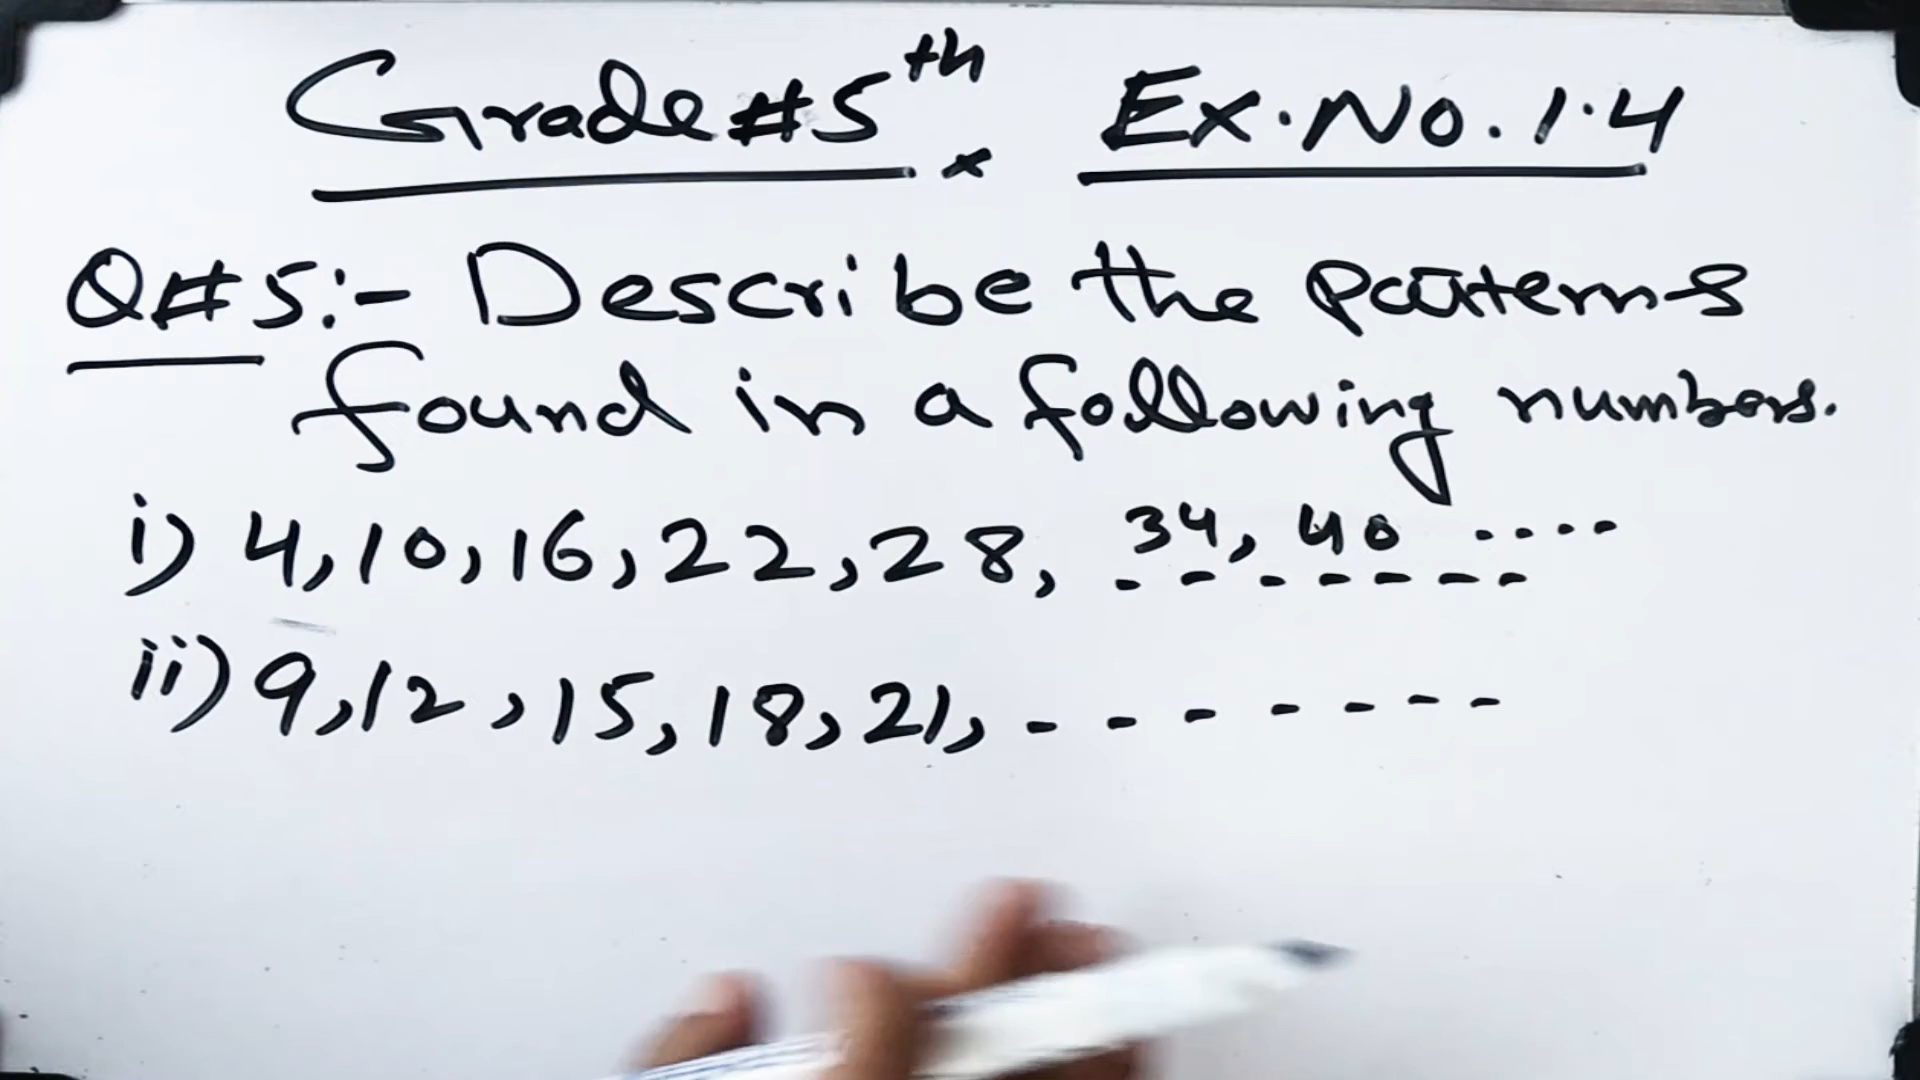 Grade #5th. Ex.No.1.4
Q#5:- Describe the patterns
found in a following numbers.
i) 4,10,16,22,28, 34, 40 ....
ii) 9,12,15,18,21, - - - - - - -